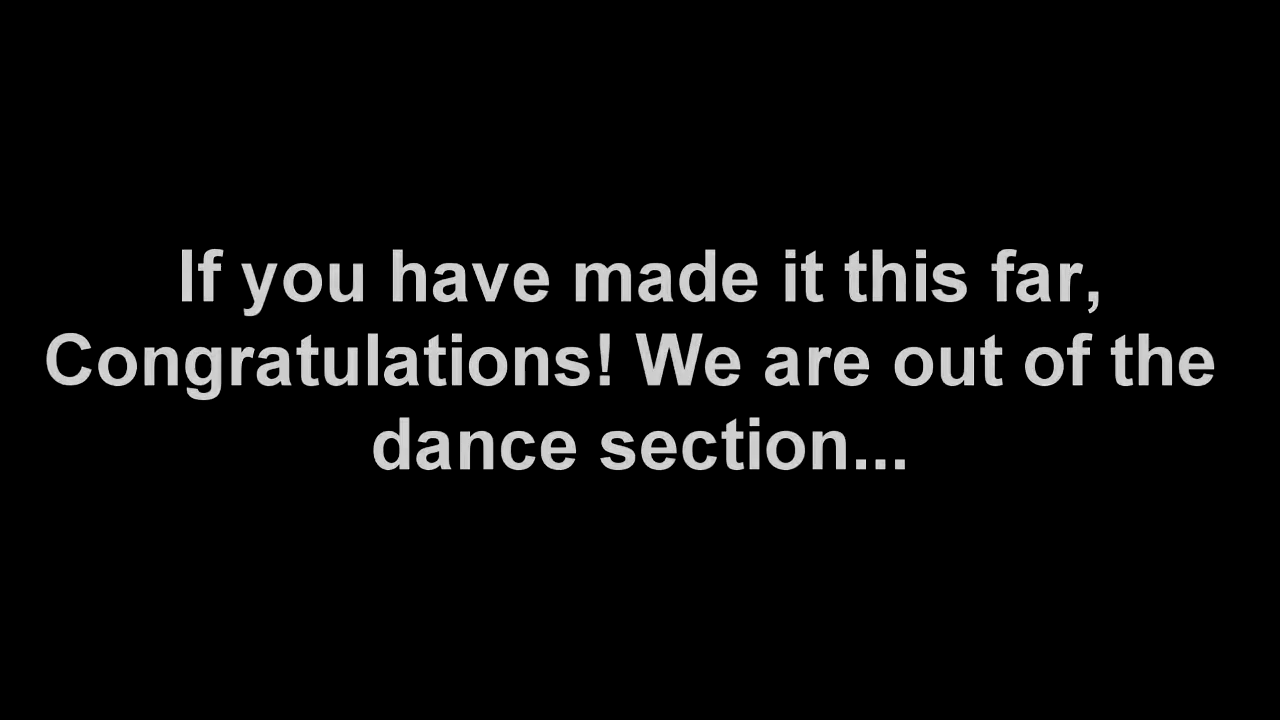 If you have made it this far,
Congratulations! We are out of the
dance section...